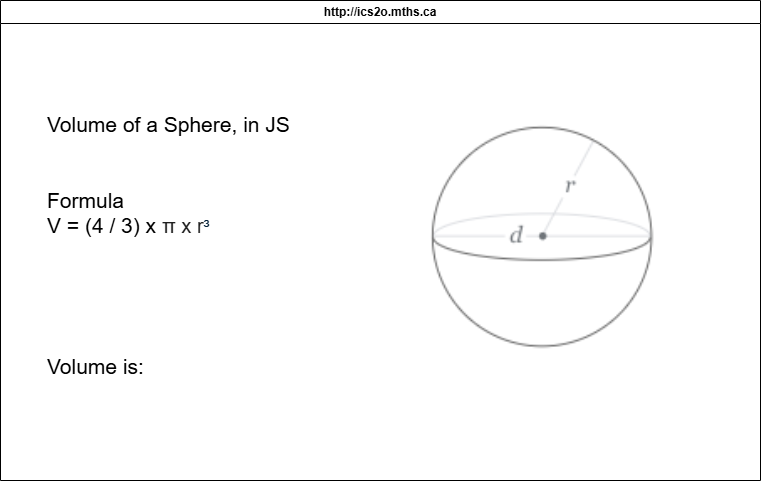 http://ics2o.mths.ca
Volume of a Sphere, in JS
Formula
V = (4 / 3) x π x r³
r
d
Volume is: